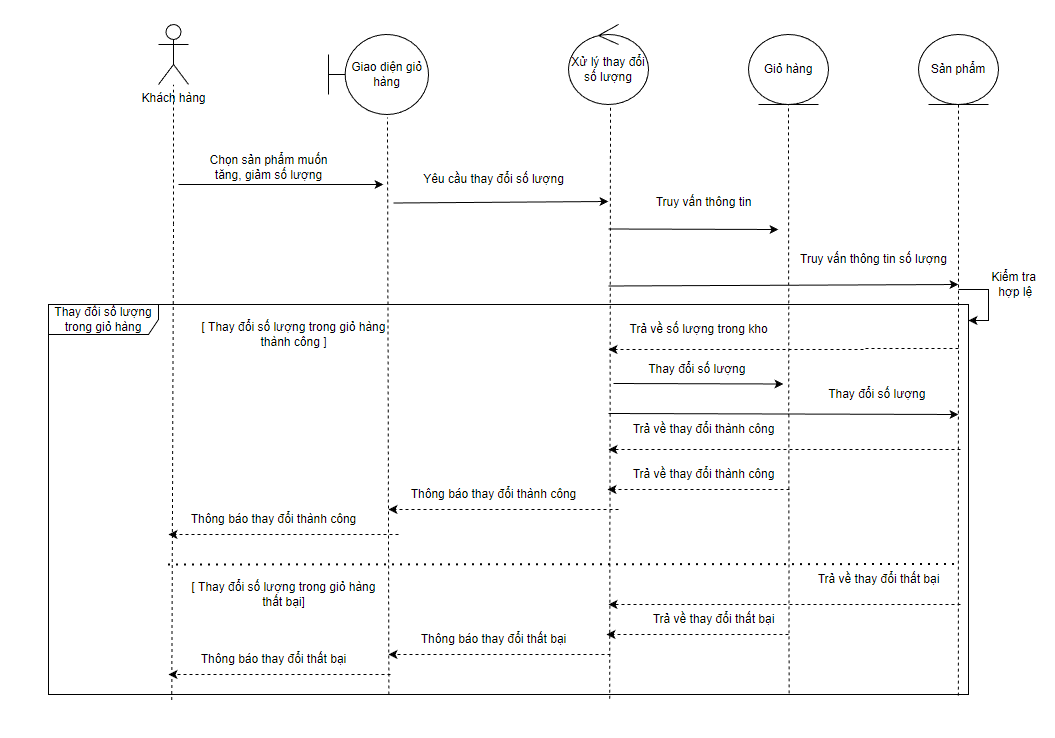 Khách hàng
Giao diện giỏ
hàng
Xử lý thay đổi
số lượng
Giỏ hàng
Sản phẩm
Chọn sản phẩm muốn
tăng, giảm số lượng
Yêu cầu thay đổi số lượng
Truy vấn thông tin
Truy vấn thông tin số lượng
Kiểm tra
hợp lệ
Thay đổi số lượng
trong giỏ hàng
[ Thay đổi số lượng trong giỏ hàng
thành công ]
Trả về số lượng trong kho
Thay đổi số lượng
Thay đổi số lượng
Trả về thay đổi thành công
Trả về thay đổi thành công
Thông báo thay đổi thành công
Thông báo thay đổi thành công
[ Thay đổi số lượng trong giỏ hàng
thất bại]
Trả về thay đổi thất bại
Trả về thay đổi thất bại
Thông báo thay đổi thất bại
Thông báo thay đổi thất bại